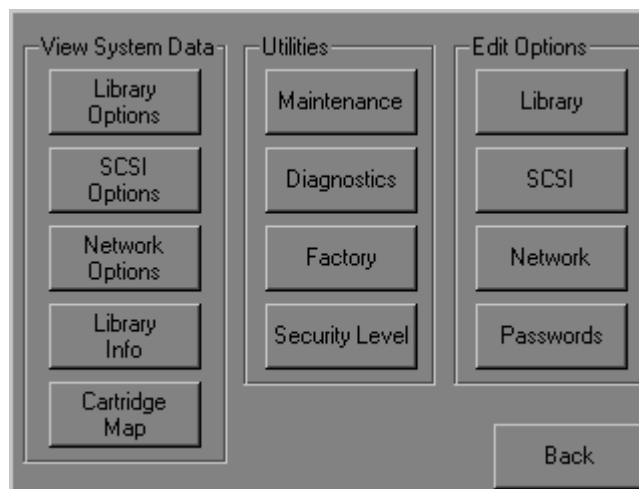 View System Data
Library
Options
SCSI
Options
Network
Options
Library
Info
Cartridge
Map
Utilities
Maintenance
Diagnostics
Factory
Security Level
Edit Options
Library
SCSI
Network
Passwords
Back